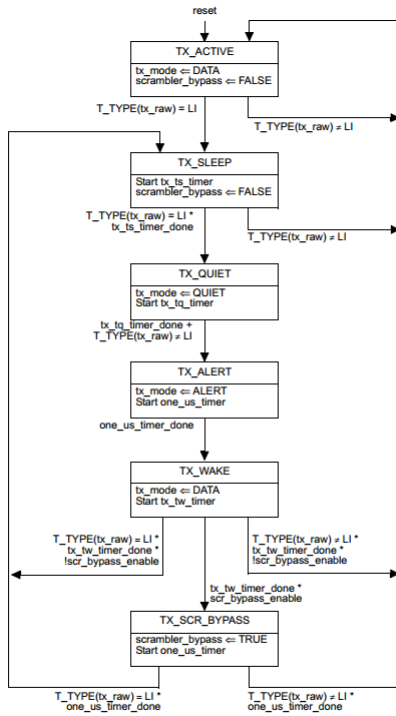 reset
TX_ACTIVE
tx_mode ⇐ DATA
scrambler_bypass ⇐ FALSE
T_TYPE(tx_raw) = LI
T_TYPE(tx_raw) ≠ LI
TX_SLEEP
Start tx_ts_timer
scrambler_bypass ⇐ FALSE
T_TYPE(tx_raw) = LI *
tx_ts_timer_done
T_TYPE(tx_raw) ≠ LI
TX_QUIET
tx_mode ⇐ QUIET
Start tx_tq_timer
tx_tq_timer_done +
T_TYPE(tx_raw) ≠ LI
TX_ALERT
tx_mode ⇐ ALERT
Start one_us_timer
one_us_timer_done
TX_WAKE
tx_mode ⇐ DATA
Start tx_tw_timer
T_TYPE(tx_raw) = LI *
tx_tw_timer_done *
!scr_bypass_enable
T_TYPE(tx_raw) ≠ LI *
tx_tw_timer_done *
!scr_bypass_enable
tx_tw_timer_done *
scr_bypass_enable
TX_SCR_BYPASS
scrambler_bypass ⇐ TRUE
Start one_us_timer
T_TYPE(tx_raw) = LI *
one_us_timer_done
T_TYPE(tx_raw) ≠ LI *
one_us_timer_done